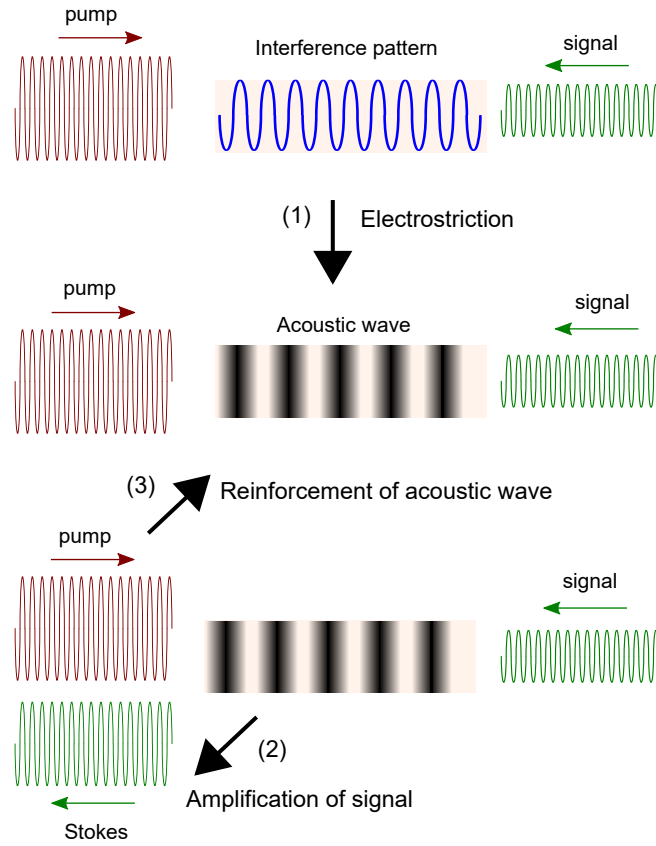 pump
Interference pattern
signal
(1)
Electrostriction
pump
Acoustic wave
signal
(3)
Reinforcement of acoustic wave
pump
signal
(2)
Amplification of signal
Stokes